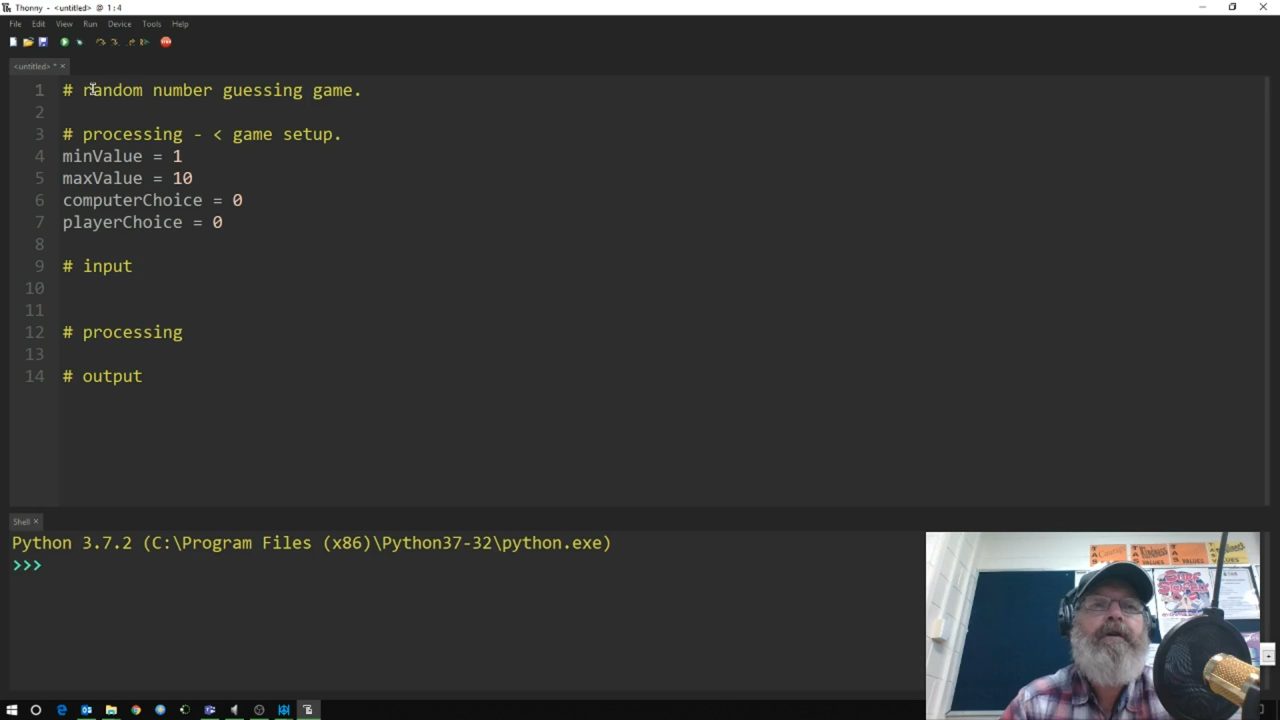 Thonny - <untitled> @ 1:4
File Edit View Run Device Tools Help
<untitled> *
1 # random number guessing game.
2
3 # processing - < game setup.
4 minValue = 1
5 maxValue = 10
6 computerChoice = 0
7 playerChoice = 0
8
9 # input
10
11
12 # processing
13
14 # output
Shell
Python 3.7.2 (C:\Program Files (x86)\Python37-32\python.exe)
>>>
VALUES
VALUES